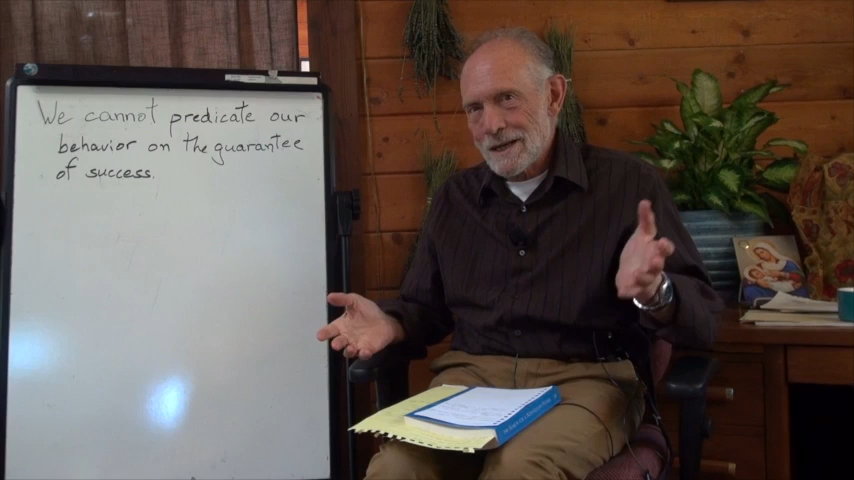 We cannot predicate our
behavior on the guarantee
of success.